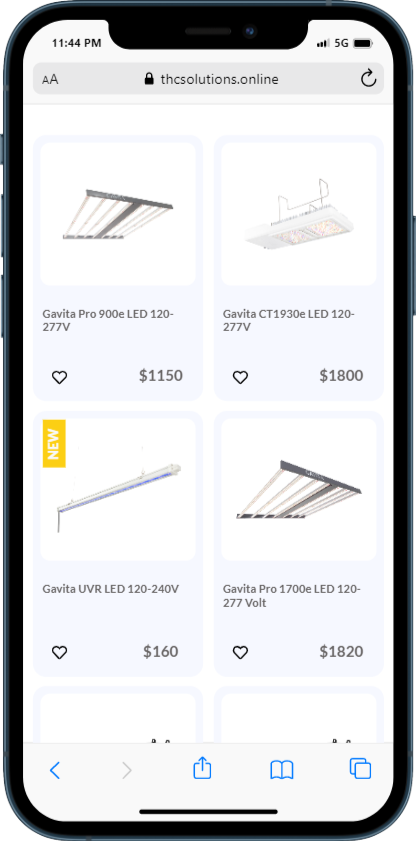 11:44 PM
5G
AA
thcsolutions.online
Gavita Pro 900e LED 120-
277V
$1150
Gavita CT1930e LED 120-
277V
$1800
NEW
Gavita UVR LED 120-240V
$160
Gavita Pro 1700e LED 120-
277 Volt
$1820